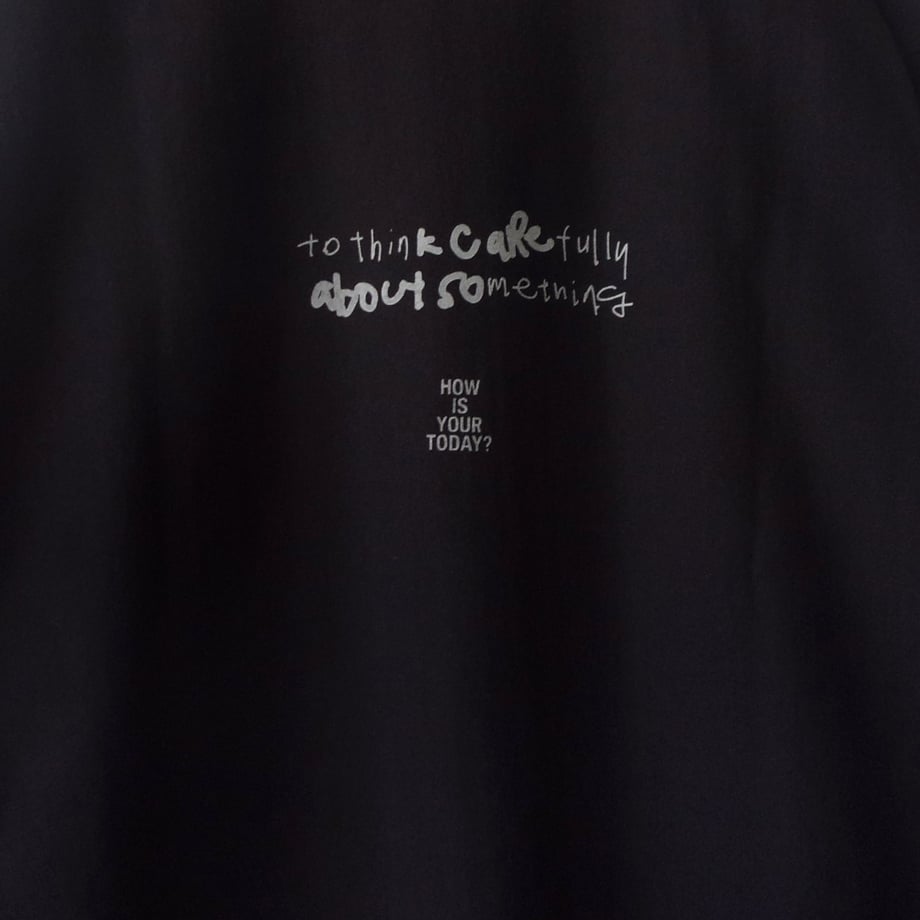 to think carefully
about something
HOW
IS
YOUR
TODAY?